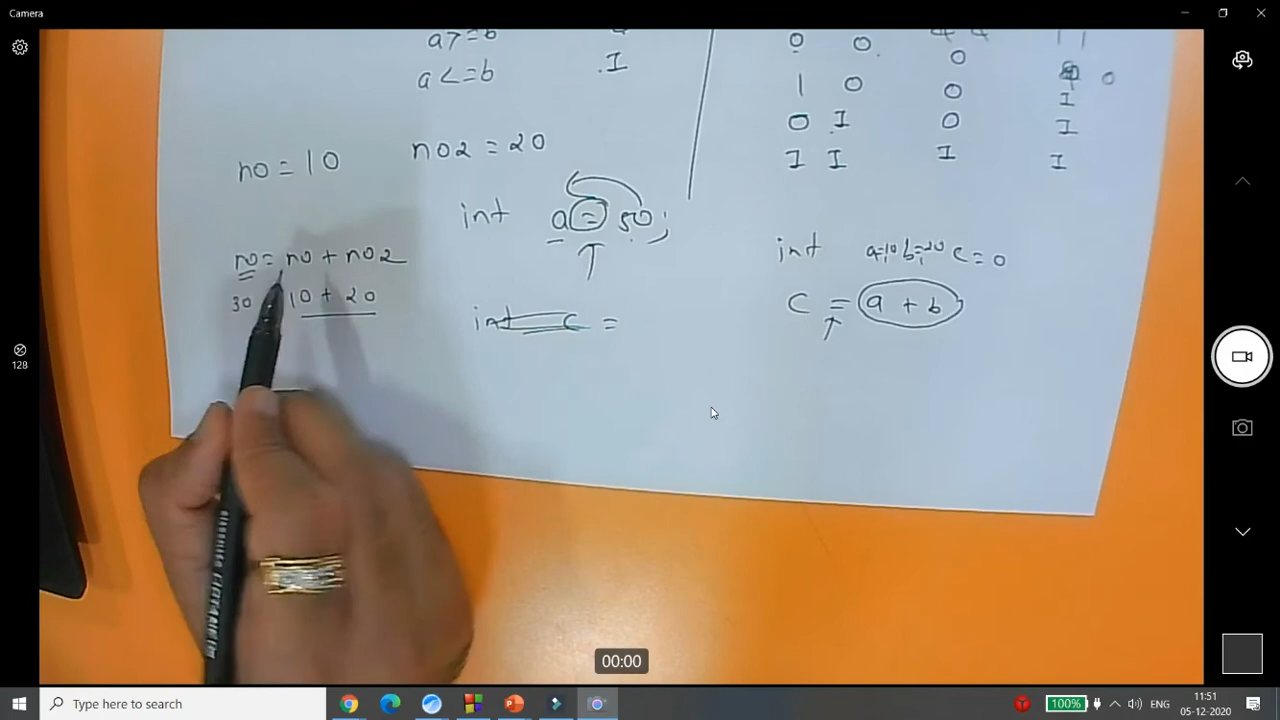 Camera
a>=b
a<=b I
0 0
0
1 0 0 0
I
0 I 0 I
I I I I
no = 10 no2 = 20
int a = 50;
no = no + no2
30 10 + 20
int c =
int a=10 b=20 c=0
c = a + b
128
00:00
Type here to search
100%
ENG
11:51
05-12-2020